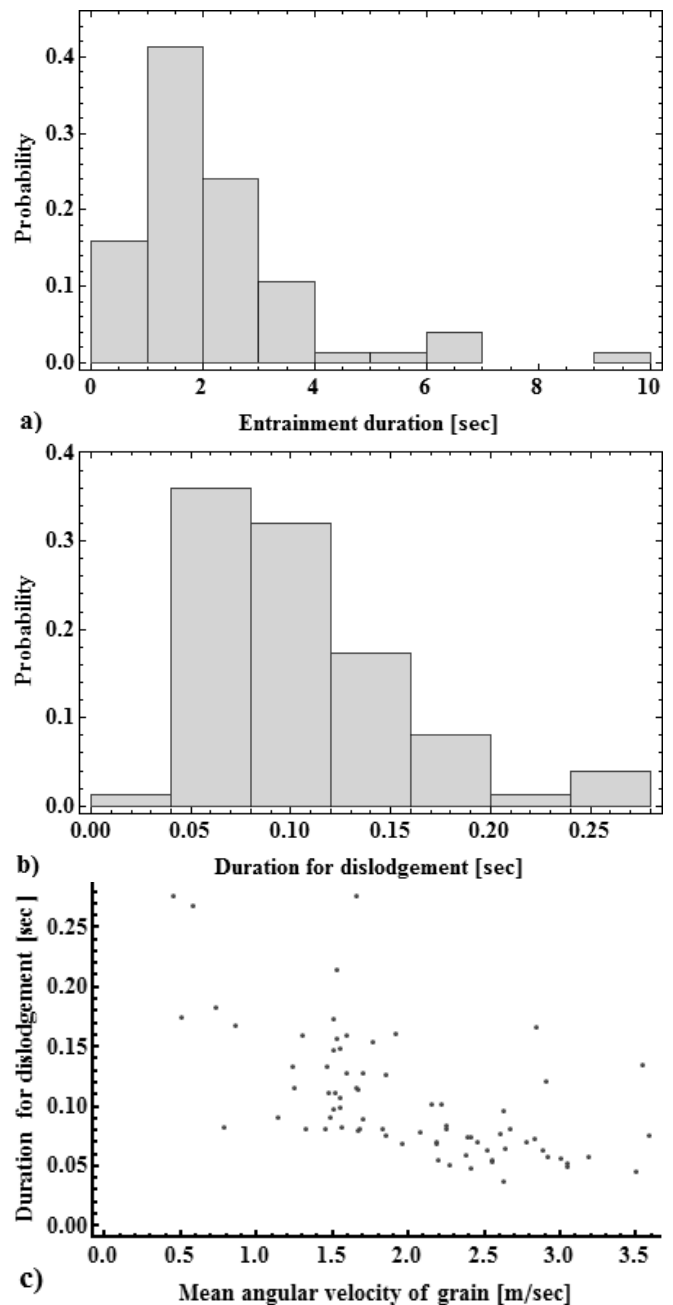 0.4
0.3
0.2
0.1
0.0
Probability
0 2 4 6 8 10
a) Entrainment duration [sec]
0.4
0.3
0.2
0.1
0.0
Probability
0.00 0.05 0.10 0.15 0.20 0.25
b) Duration for dislodgement [sec]
0.25
0.20
0.15
0.10
0.05
0.00
Duration for dislodgement [sec]
0.0 0.5 1.0 1.5 2.0 2.5 3.0 3.5
c) Mean angular velocity of grain [m/sec]